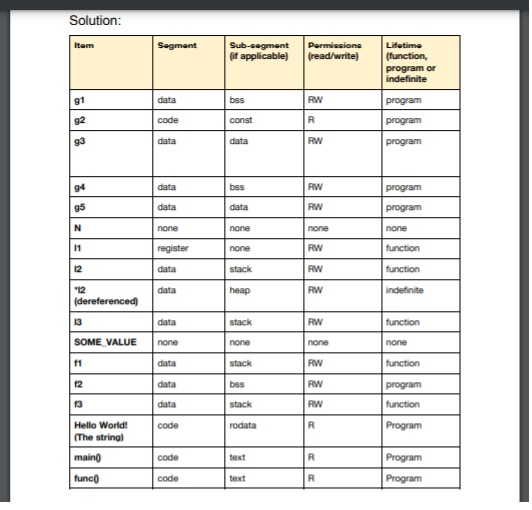 Solution:
Item Segment Sub-segment (if applicable) Permissions (read/write) Lifetime (function, program or indefinite
g1 data bss RW program
g2 code const R program
g3 data data RW program
g4 data bss RW program
g5 data data RW program
N none none none none
l1 register none RW function
l2 data stack RW function
*l2 (dereferenced) data heap RW indefinite
l3 data stack RW function
SOME_VALUE none none none none
f1 data stack RW function
f2 data bss RW program
f3 data stack RW function
Hello World! (The string) code rodata R Program
main() code text R Program
func() code text R Program